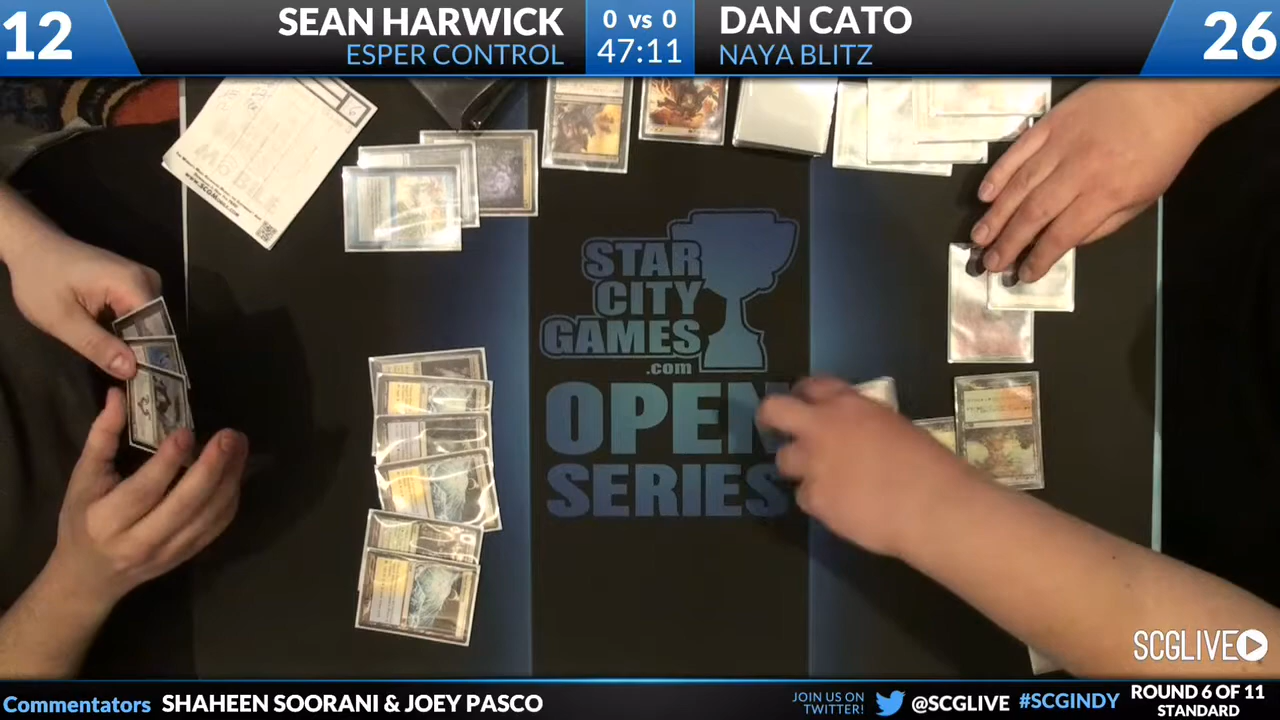 12
SEAN HARWICK
ESPER CONTROL
0 vs 0
47:11
DAN CATO
NAYA BLITZ
26
STAR
CITY
GAMES
.com
OPEN
SERIES
SCGLIVE
Commentators SHAHEEN SOORANI & JOEY PASCO
JOIN US ON
TWITTER!
@SCGLIVE #SCGINDY
ROUND 6 OF 11
STANDARD